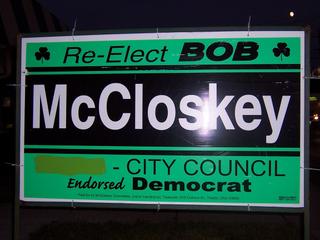 Re-Elect BOB
McCloskey
- CITY COUNCIL
Endorsed Democrat